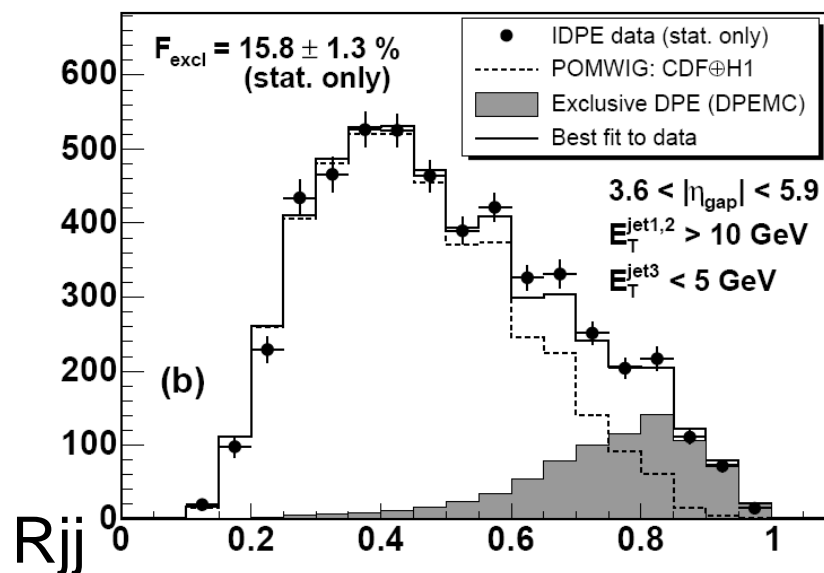 F_excl = 15.8 ± 1.3 %
(stat. only)
IDPE data (stat. only)
POMWIG: CDF⊕H1
Exclusive DPE (DPEMC)
Best fit to data
3.6 < |η_gap| < 5.9
E_T^jet1,2 > 10 GeV
E_T^jet3 < 5 GeV
(b)
600
500
400
300
200
100
0
0 0.2 0.4 0.6 0.8 1
Rjj